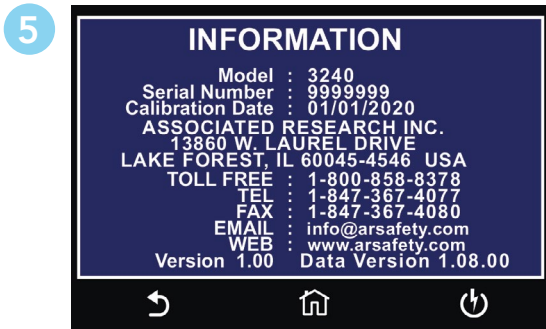 5
INFORMATION
Model : 3240
Serial Number : 9999999
Calibration Date : 01/01/2020
ASSOCIATED RESEARCH INC.
13860 W. LAUREL DRIVE
LAKE FOREST, IL 60045-4546 USA
TOLL FREE : 1-800-858-8378
TEL : 1-847-367-4077
FAX : 1-847-367-4080
EMAIL : info@arsafety.com
WEB : www.arsafety.com
Version 1.00 Data Version 1.08.00